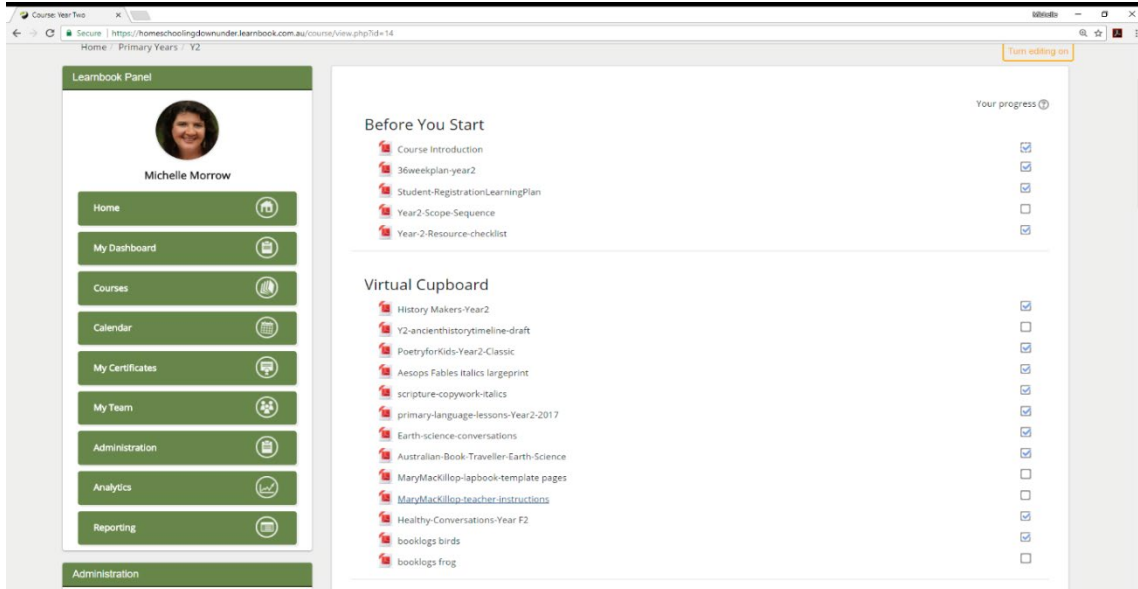 Course: Year Two
Michelle
Secure | https://homeschoolingdownunder.learnbook.com.au/course/view.php?id=14
Home / Primary Years / Y2
Turn editing on
Learnbook Panel
Michelle Morrow
Home
My Dashboard
Courses
Calendar
My Certificates
My Team
Administration
Analytics
Reporting
Administration
Your progress
Before You Start
Course Introduction
36weekplan-year2
Student-RegistrationLearningPlan
Year2-Scope-Sequence
Year-2-Resource-checklist
Virtual Cupboard
History Makers-Year2
Y2-ancienthistorytimeline-draft
PoetryforKids-Year2-Classic
Aesops Fables italics largeprint
scripture-copywork-italics
primary-language-lessons-Year2-2017
Earth-science-conversations
Australian-Book-Traveller-Earth-Science
MaryMacKillop-lapbook-template pages
MaryMacKillop-teacher-instructions
Healthy-Conversations-Year F2
booklogs birds
booklogs frog